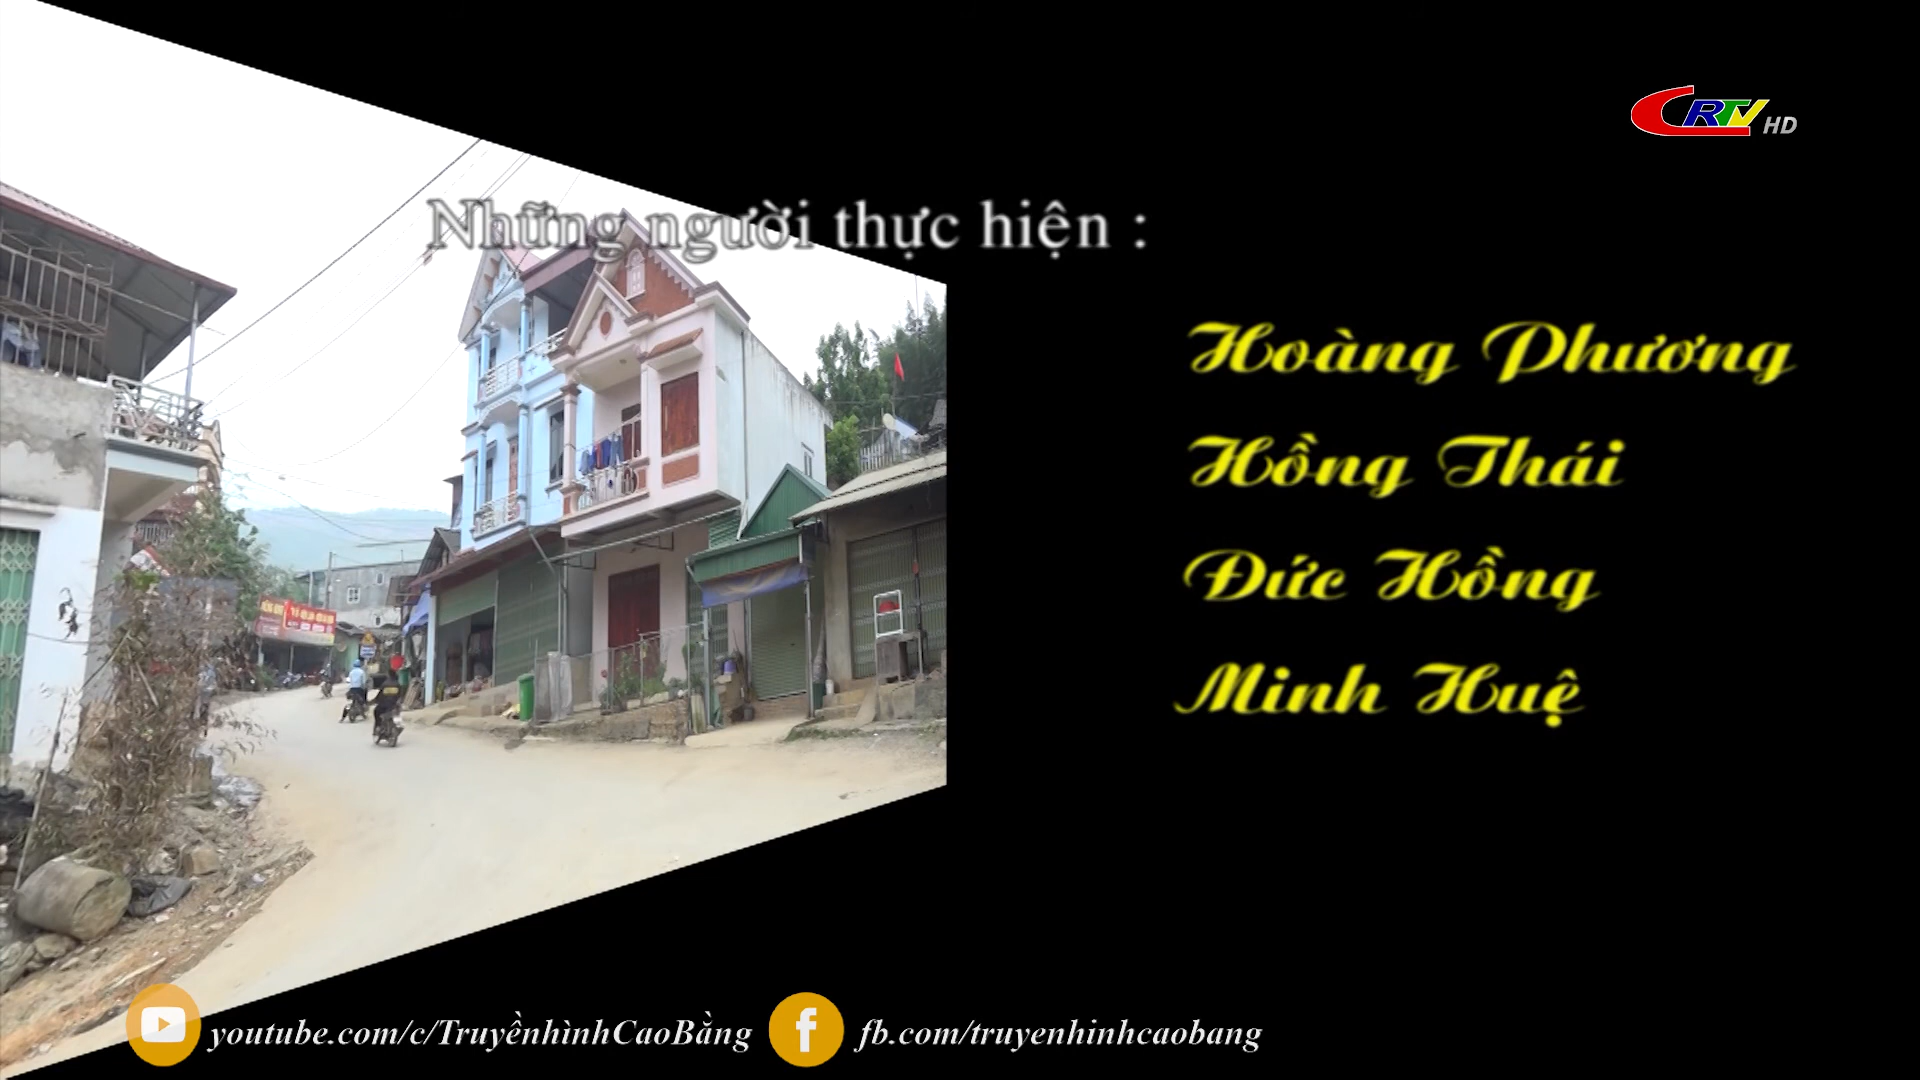 CRTV HD
Những người thực hiện :
Hoàng Phương
Hồng Thái
Đức Hồng
Minh Huệ
youtube.com/c/TruyềnhìnhCaoBằng
fb.com/truyenhinhcaobang